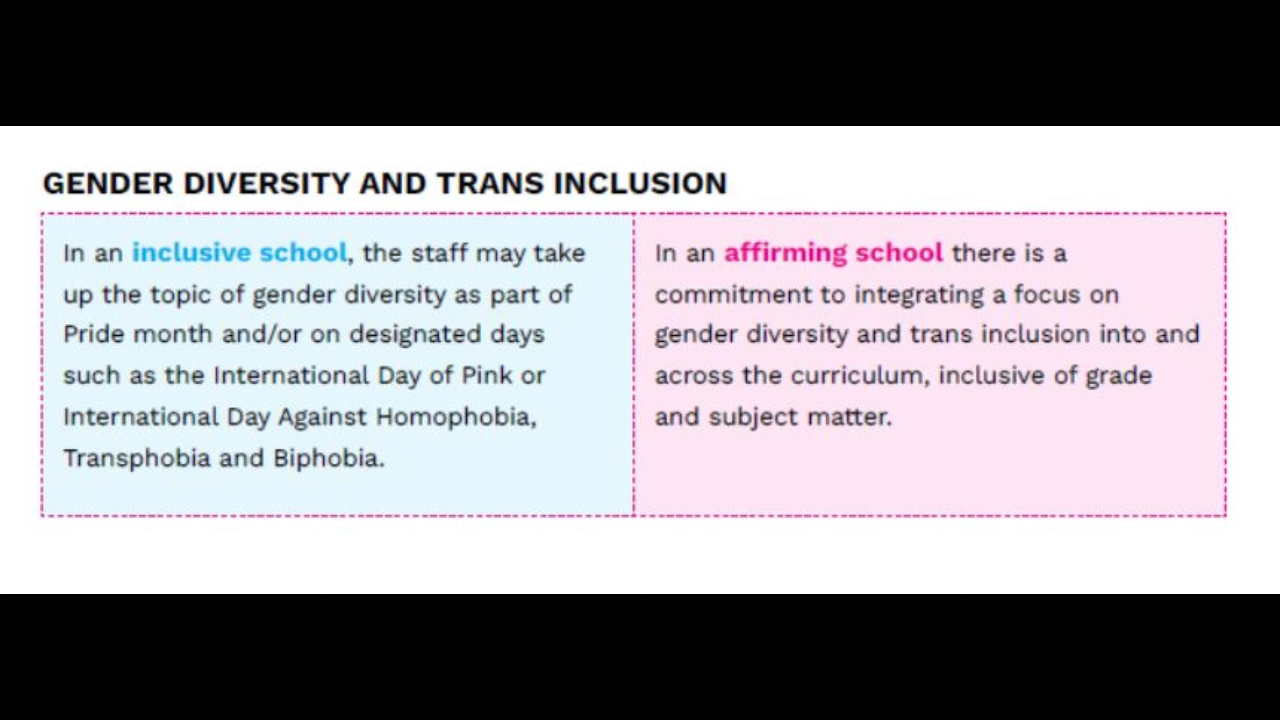 GENDER DIVERSITY AND TRANS INCLUSION
In an inclusive school, the staff may take
up the topic of gender diversity as part of
Pride month and/or on designated days
such as the International Day of Pink or
International Day Against Homophobia,
Transphobia and Biphobia.
In an affirming school there is a
commitment to integrating a focus on
gender diversity and trans inclusion into and
across the curriculum, inclusive of grade
and subject matter.